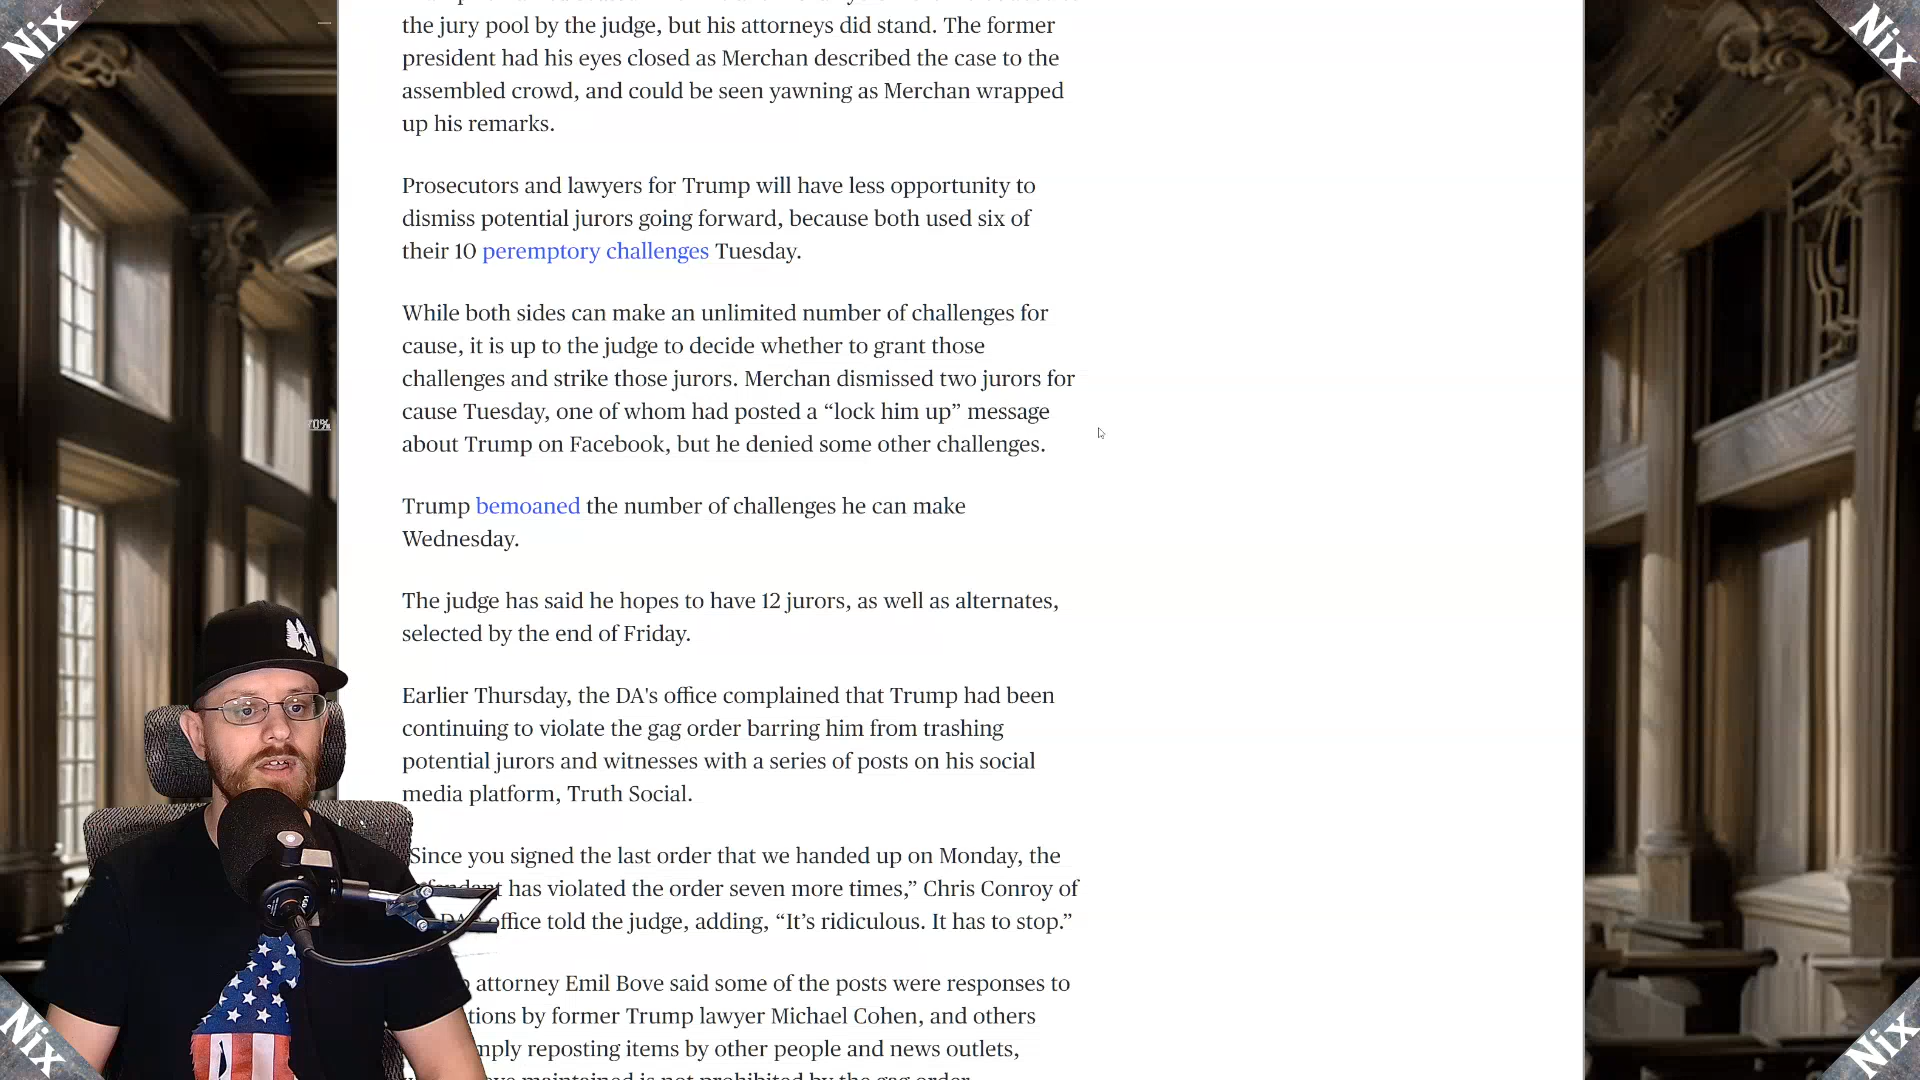 Nix
Nix
the jury pool by the judge, but his attorneys did stand. The former
president had his eyes closed as Merchan described the case to the
assembled crowd, and could be seen yawning as Merchan wrapped
up his remarks.
Prosecutors and lawyers for Trump will have less opportunity to
dismiss potential jurors going forward, because both used six of
their 10 peremptory challenges Tuesday.
While both sides can make an unlimited number of challenges for
cause, it is up to the judge to decide whether to grant those
challenges and strike those jurors. Merchan dismissed two jurors for
cause Tuesday, one of whom had posted a “lock him up” message
70%
about Trump on Facebook, but he denied some other challenges.
Trump bemoaned the number of challenges he can make
Wednesday.
The judge has said he hopes to have 12 jurors, as well as alternates,
selected by the end of Friday.
Earlier Thursday, the DA's office complained that Trump had been
continuing to violate the gag order barring him from trashing
potential jurors and witnesses with a series of posts on his social
media platform, Truth Social.
Since you signed the last order that we handed up on Monday, the
has violated the order seven more times,” Chris Conroy of
office told the judge, adding, “It’s ridiculous. It has to stop.”
attorney Emil Bove said some of the posts were responses to
by former Trump lawyer Michael Cohen, and others
reposting items by other people and news outlets,
maintained is not prohibited by the gag order.
Nix
Nix